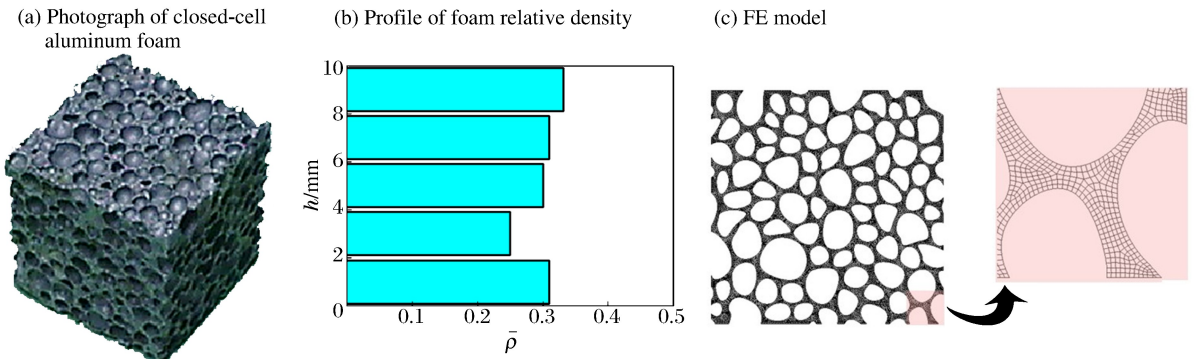 (a) Photograph of closed-cell
aluminum foam
(b) Profile of foam relative density
(c) FE model
10
8
6
4
2
0
h/mm
0.1 0.2 0.3 0.4 0.5
ρ̄